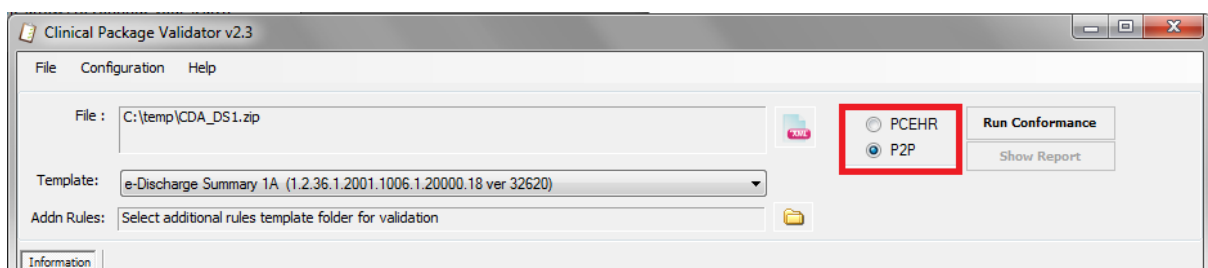 Clinical Package Validator v2.3
File Configuration Help
File : C:\temp\CDA_DS1.zip
XML
PCEHR
P2P
Run Conformance
Show Report
Template: e-Discharge Summary 1A (1.2.36.1.2001.1006.1.20000.18 ver 32620)
Addn Rules: Select additional rules template folder for validation
Information